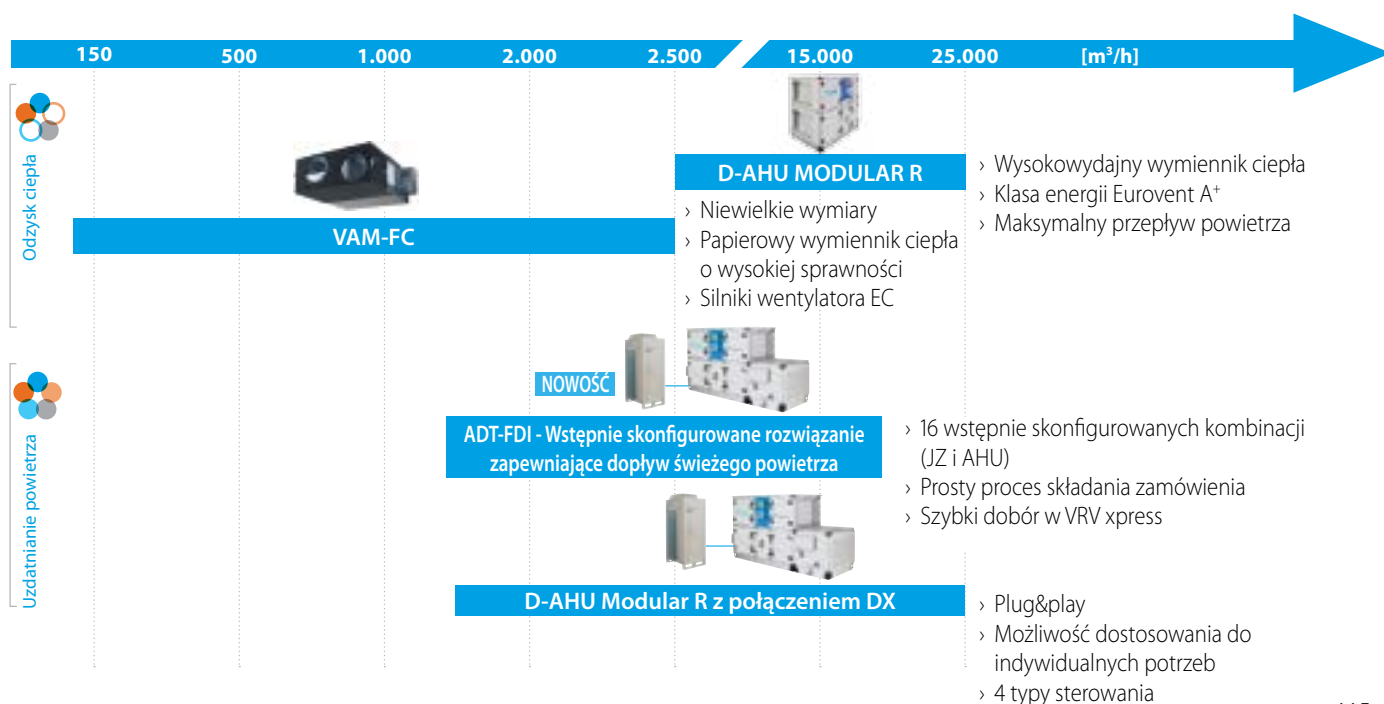 150 500 1.000 2.000 2.500 15.000 25.000 [m³/h]
Odzysk ciepła
D-AHU MODULAR R
› Wysokowydajny wymiennik ciepła
› Klasa energii Eurovent A⁺
› Maksymalny przepływ powietrza
VAM-FC
› Niewielkie wymiary
› Papierowy wymiennik ciepła
o wysokiej sprawności
› Silniki wentylatora EC
Uzdatnianie powietrza
NOWOŚĆ
ADT-FDI - Wstępnie skonfigurowane rozwiązanie
zapewniające dopływ świeżego powietrza
› 16 wstępnie skonfigurowanych kombinacji
(JZ i AHU)
› Prosty proces składania zamówienia
› Szybki dobór w VRV xpress
D-AHU Modular R z połączeniem DX
› Plug&play
› Możliwość dostosowania do
indywidualnych potrzeb
› 4 typy sterowania